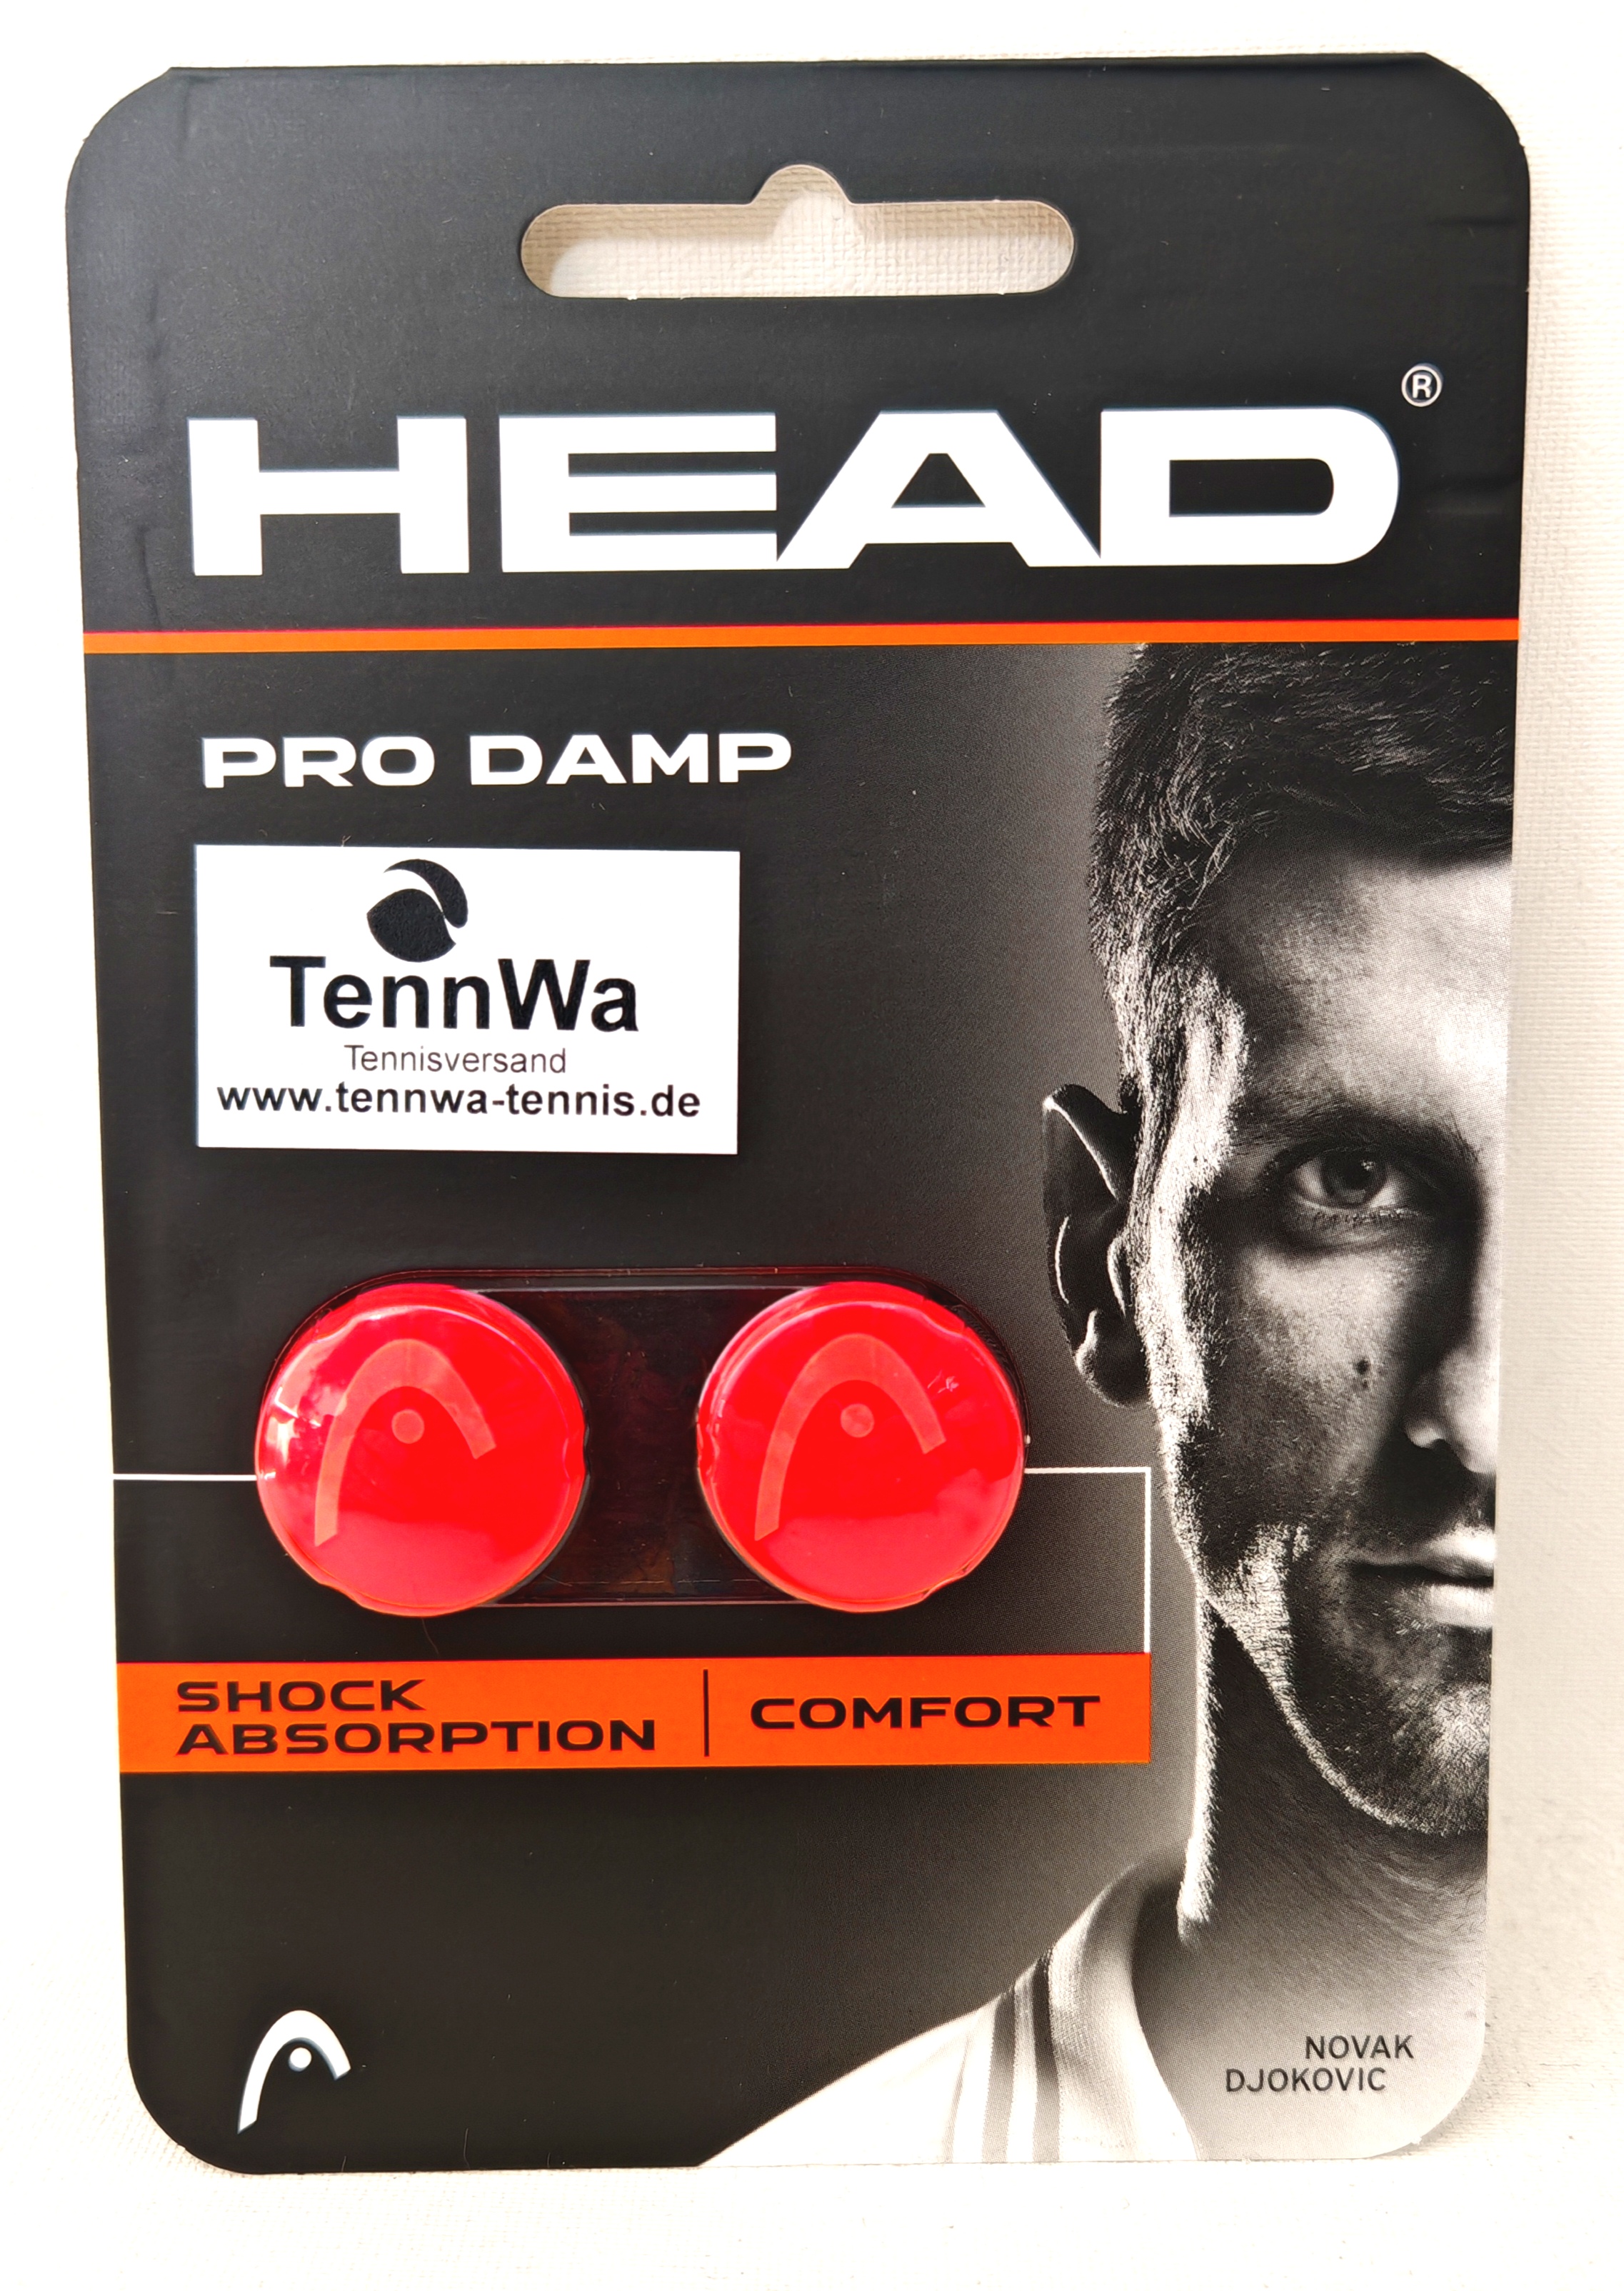 HEAD®
PRO DAMP
TennWa
Tennisversand
www.tennwa-tennis.de
SHOCK
ABSORPTION
COMFORT
NOVAK
DJOKOVIC